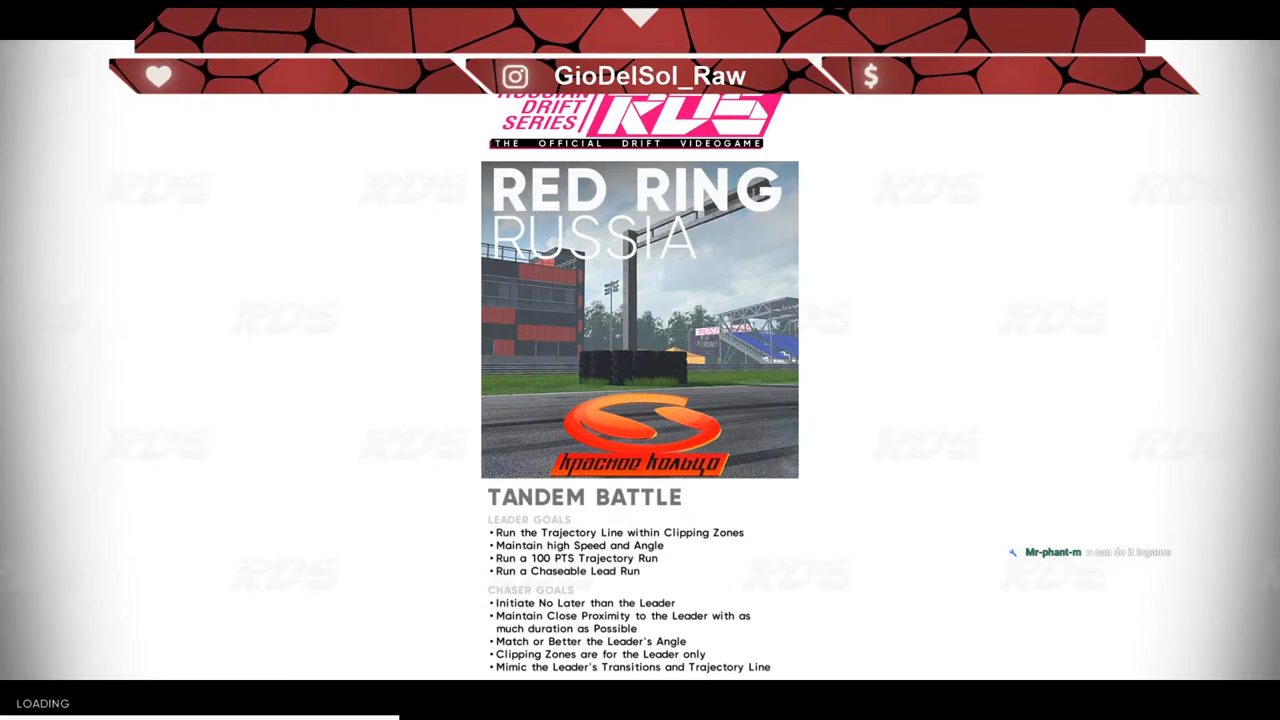 GioDelSol_Raw
RUSSIAN
DRIFT
SERIES
RDS
THE OFFICIAL DRIFT VIDEOGAME
RED RING
RUSSIA
Красное Кольцо
TANDEM BATTLE
LEADER GOALS
•Run the Trajectory Line within Clipping Zones
•Maintain high Speed and Angle
•Run a 100 PTS Trajectory Run
•Run a Chaseable Lead Run
CHASER GOALS
•Initiate No Later than the Leader
•Maintain Close Proximity to the Leader with as
much duration as Possible
•Match or Better the Leader's Angle
•Clipping Zones are for the Leader only
•Mimic the Leader's Transitions and Trajectory Line
Mr-phant-m u can do it ingame
LOADING